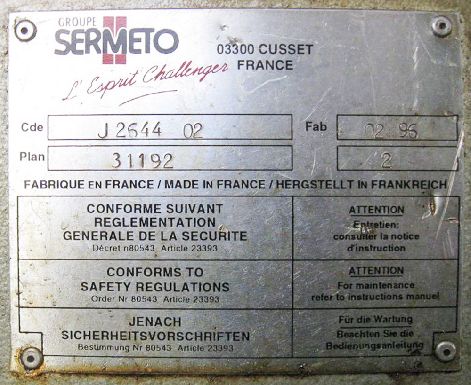 GROUPE
SERMETO
L'Esprit Challenger
03300 CUSSET
FRANCE
Cde J 2644 02 Fab 02 96
Plan 31192 2
FABRIQUE EN FRANCE / MADE IN FRANCE / HERGSTELLT IN FRANKREICH
CONFORME SUIVANT
REGLEMENTATION
GENERALE DE LA SECURITE
Décret n80543 Article 23393
ATTENTION
Entretien:
consulter la notice
d'instruction
CONFORMS TO
SAFETY REGULATIONS
Order Nr 80543 Article 23393
ATTENTION
For maintenance
refer to instructions manuel
JENACH
SICHERHEITSVORSCHRIFTEN
Bestimmung Nr 80543 Article 23393
Für die Wartung
Beachten Sie die
Bedienungsanleitung